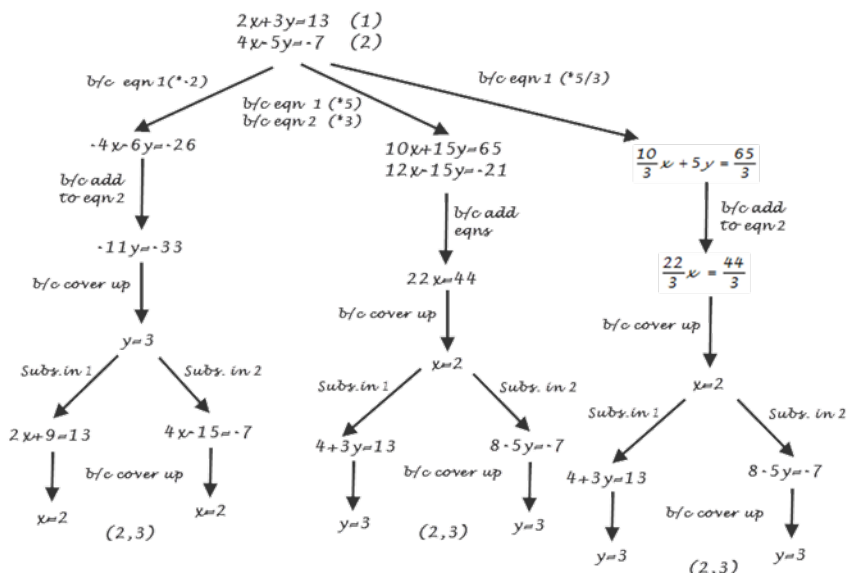 2x+3y=13 (1)
4x-5y=-7 (2)
b/c eqn 1(*-2)
b/c eqn 1 (*5)
b/c eqn 2 (*3)
b/c eqn 1 (*5/3)
-4x-6y=-26
b/c add
to eqn 2
-11y=-33
b/c cover up
y=3
Subs.in 1
Subs. in 2
2x+9=13
4x-15=-7
b/c cover up
x=2
x=2
(2,3)
10x+15y=65
12x-15y=-21
b/c add
eqns
22x=44
b/c cover up
x=2
Subs.in 1
Subs. in 2
4+3y=13
8-5y=-7
b/c cover up
y=3
y=3
(2,3)
10/3 x + 5y = 65/3
b/c add
to eqn 2
22/3 x = 44/3
b/c cover up
x=2
Subs.in 1
Subs. in 2
4+3y=13
8-5y=-7
b/c cover up
y=3
y=3
(2,3)